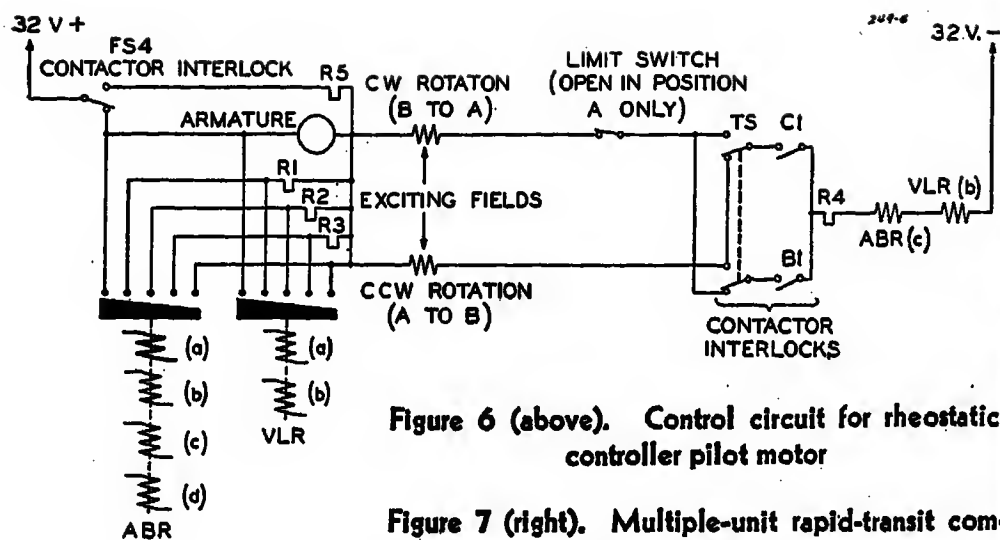 32 V +
FS4
CONTACTOR INTERLOCK
R5
CW ROTATON
(B TO A)
LIMIT SWITCH
(OPEN IN POSITION
A ONLY)
249-6
32 V. -
ARMATURE
TS
C1
R1
R2
R3
EXCITING FIELDS
R4
VLR (b)
ABR (c)
B1
CCW ROTATION
(A TO B)
CONTACTOR
INTERLOCKS
(a)
(b)
(c)
(d)
ABR
(a)
(b)
VLR
Figure 6 (above). Control circuit for rheostatic
controller pilot motor
Figure 7 (right). Multiple-unit rapid-transit com-